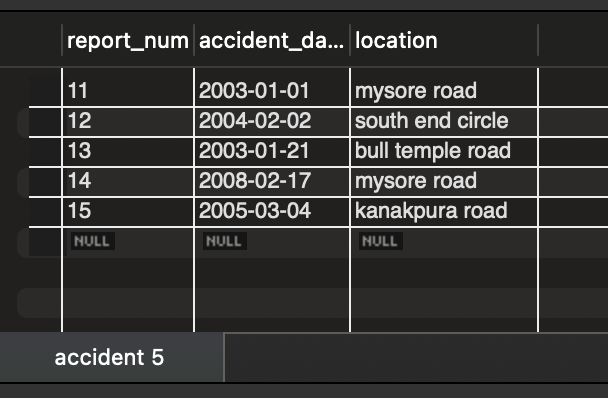 report_num accident_da... location
11 2003-01-01 mysore road
12 2004-02-02 south end circle
13 2003-01-21 bull temple road
14 2008-02-17 mysore road
15 2005-03-04 kanakpura road
NULL NULL NULL
accident 5